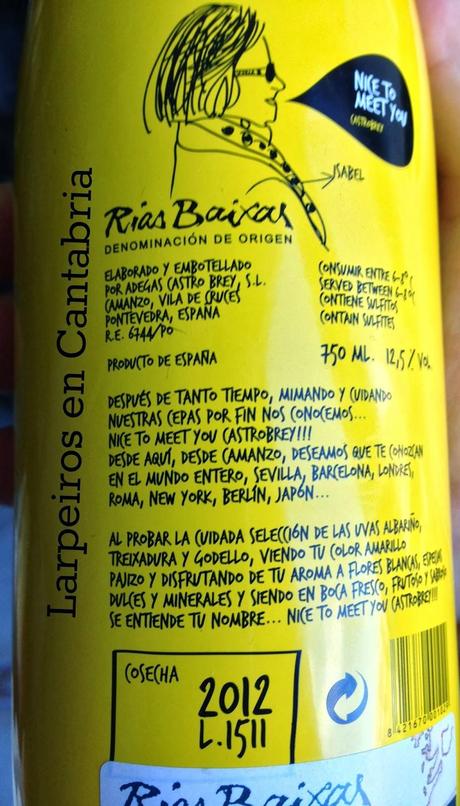 NICE TO
MEET YOU
CASTROBREY
ISABEL
Rías Baixas
DENOMINACIÓN DE ORIGEN
ELABORADO Y EMBOTELLADO
POR ADEGAS CASTRO BREY, S.L.
CAMANZO, VILA DE CRUCES
PONTEVEDRA, ESPAÑA
R.E. 6744/PO
CONSUMIR ENTRE 6-8º
SERVED BETWEEN 6-8º
CONTIENE SULFITOS
CONTAIN SULFITES
PRODUCTO DE ESPAÑA
750 ML. 12,5% VOL.
DESPUÉS DE TANTO TIEMPO, MIMANDO Y CUIDANDO
NUESTRAS CEPAS POR FIN NOS CONOCEMOS...
NICE TO MEET YOU CASTROBREY!!!
DESDE AQUÍ, DESDE CAMANZO, DESEAMOS QUE TE CONOZCAN
EN EL MUNDO ENTERO, SEVILLA, BARCELONA, LONDRES,
ROMA, NEW YORK, BERLÍN, JAPÓN...
AL PROBAR LA CUIDADA SELECCIÓN DE LAS UVAS ALBARIÑO,
TREIXADURA Y GODELLO, VIENDO TU COLOR AMARILLO
PAJIZO Y DISFRUTANDO DE TU AROMA A FLORES BLANCAS,
DULCES Y MINERALES Y SIENDO EN BOCA FRESCO, FRUTOSO Y
SE ENTIENDE TU NOMBRE... NICE TO MEET YOU CASTROBREY!!!
COSECHA
2012
L.1511
Rías Baixas
Larpeiros en Cantabria